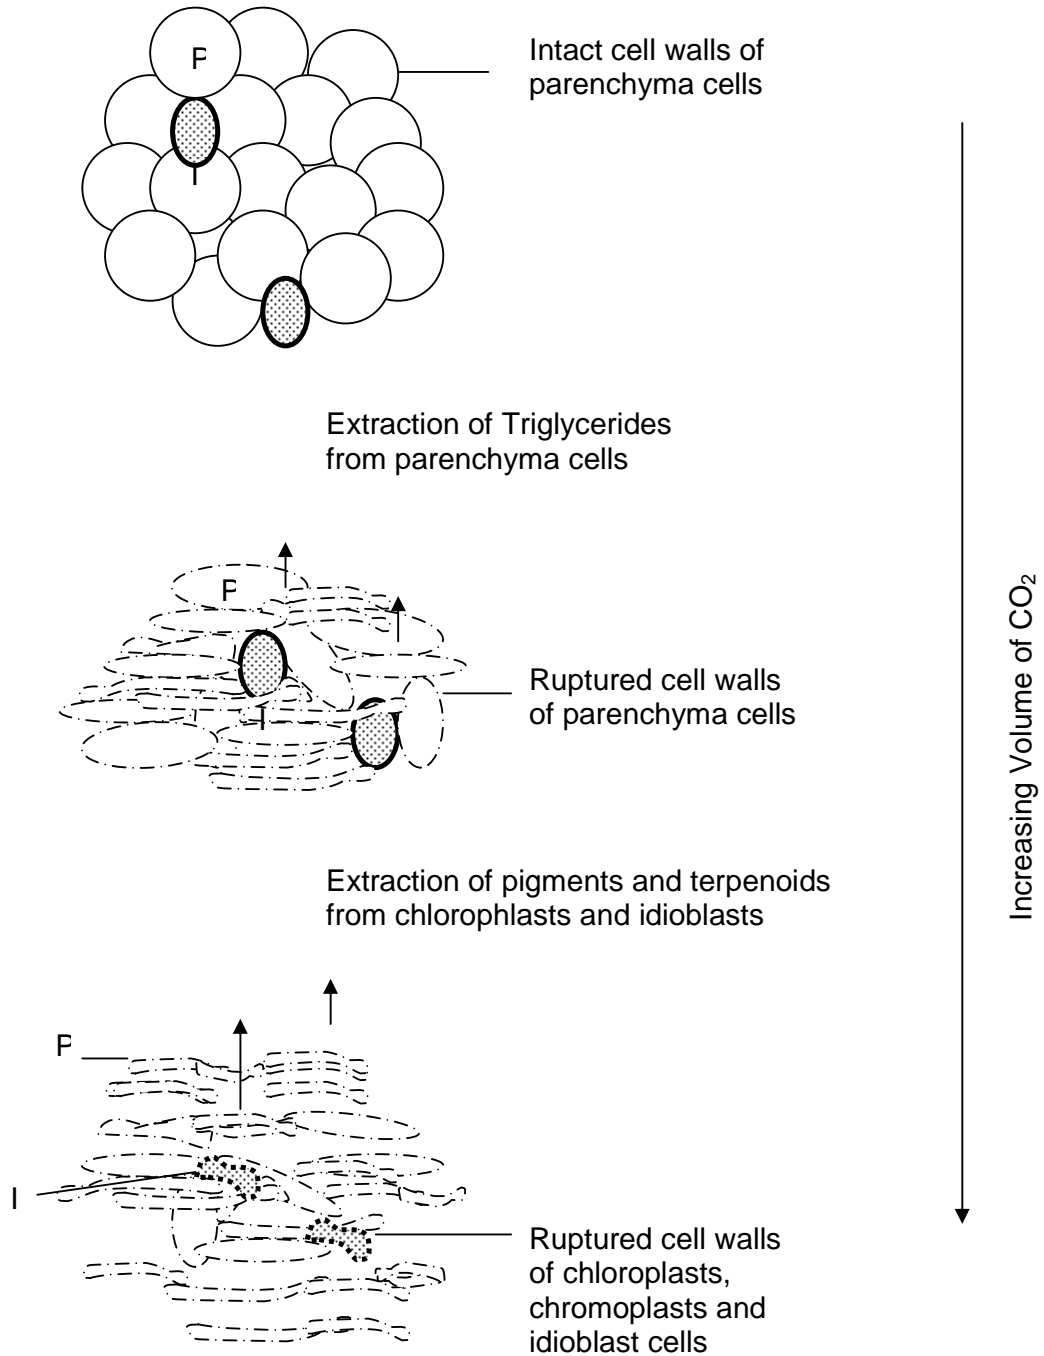 P
Intact cell walls of
parenchyma cells
I
Extraction of Triglycerides
from parenchyma cells
P
Ruptured cell walls
of parenchyma cells
I
Increasing Volume of CO₂
Extraction of pigments and terpenoids
from chlorophlasts and idioblasts
P
I
Ruptured cell walls
of chloroplasts,
chromoplasts and
idioblast cells